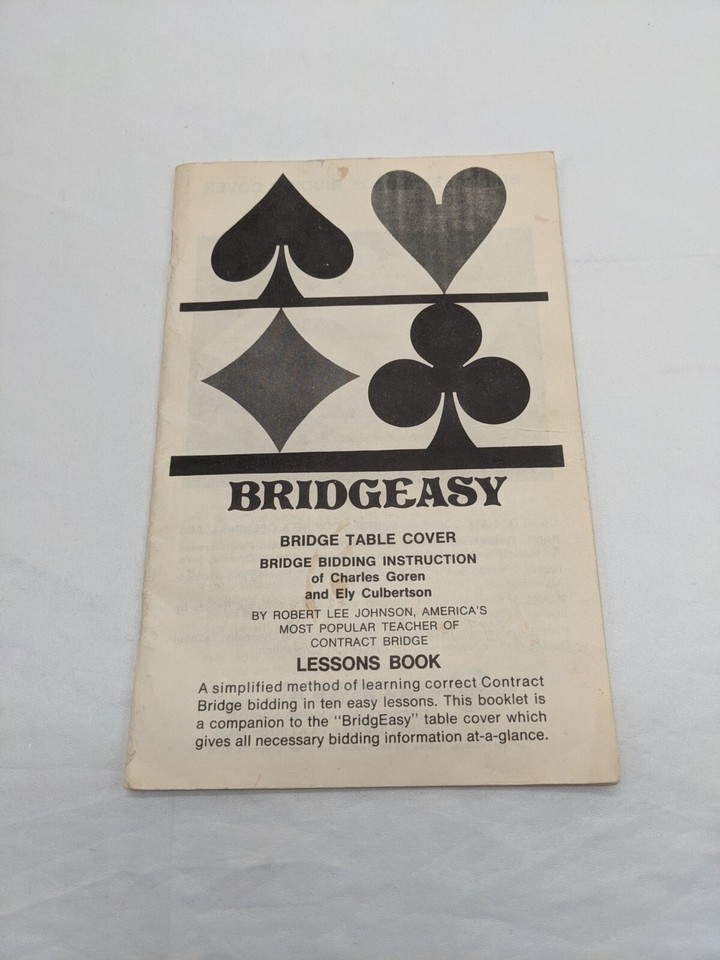 BRIDGEASY
BRIDGE TABLE COVER
BRIDGE BIDDING INSTRUCTION
of Charles Goren
and Ely Culbertson
BY ROBERT LEE JOHNSON, AMERICA'S
MOST POPULAR TEACHER OF
CONTRACT BRIDGE
LESSONS BOOK
A simplified method of learning correct Contract
Bridge bidding in ten easy lessons. This booklet is
a companion to the "BridgEasy" table cover which
gives all necessary bidding information at-a-glance.